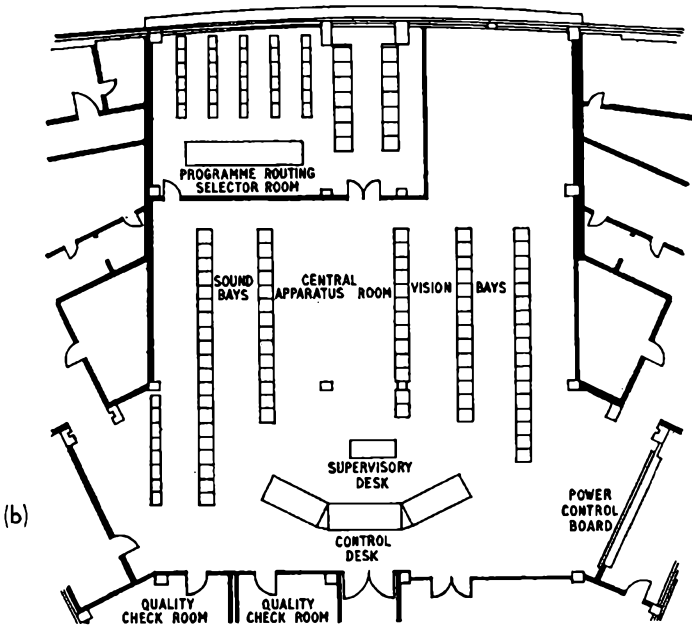 PROGRAMME ROUTING
SELECTOR ROOM
SOUND
BAYS
CENTRAL
APPARATUS ROOM
VISION
BAYS
SUPERVISORY
DESK
CONTROL
DESK
POWER
CONTROL
BOARD
(b)
QUALITY
CHECK ROOM
QUALITY
CHECK ROOM